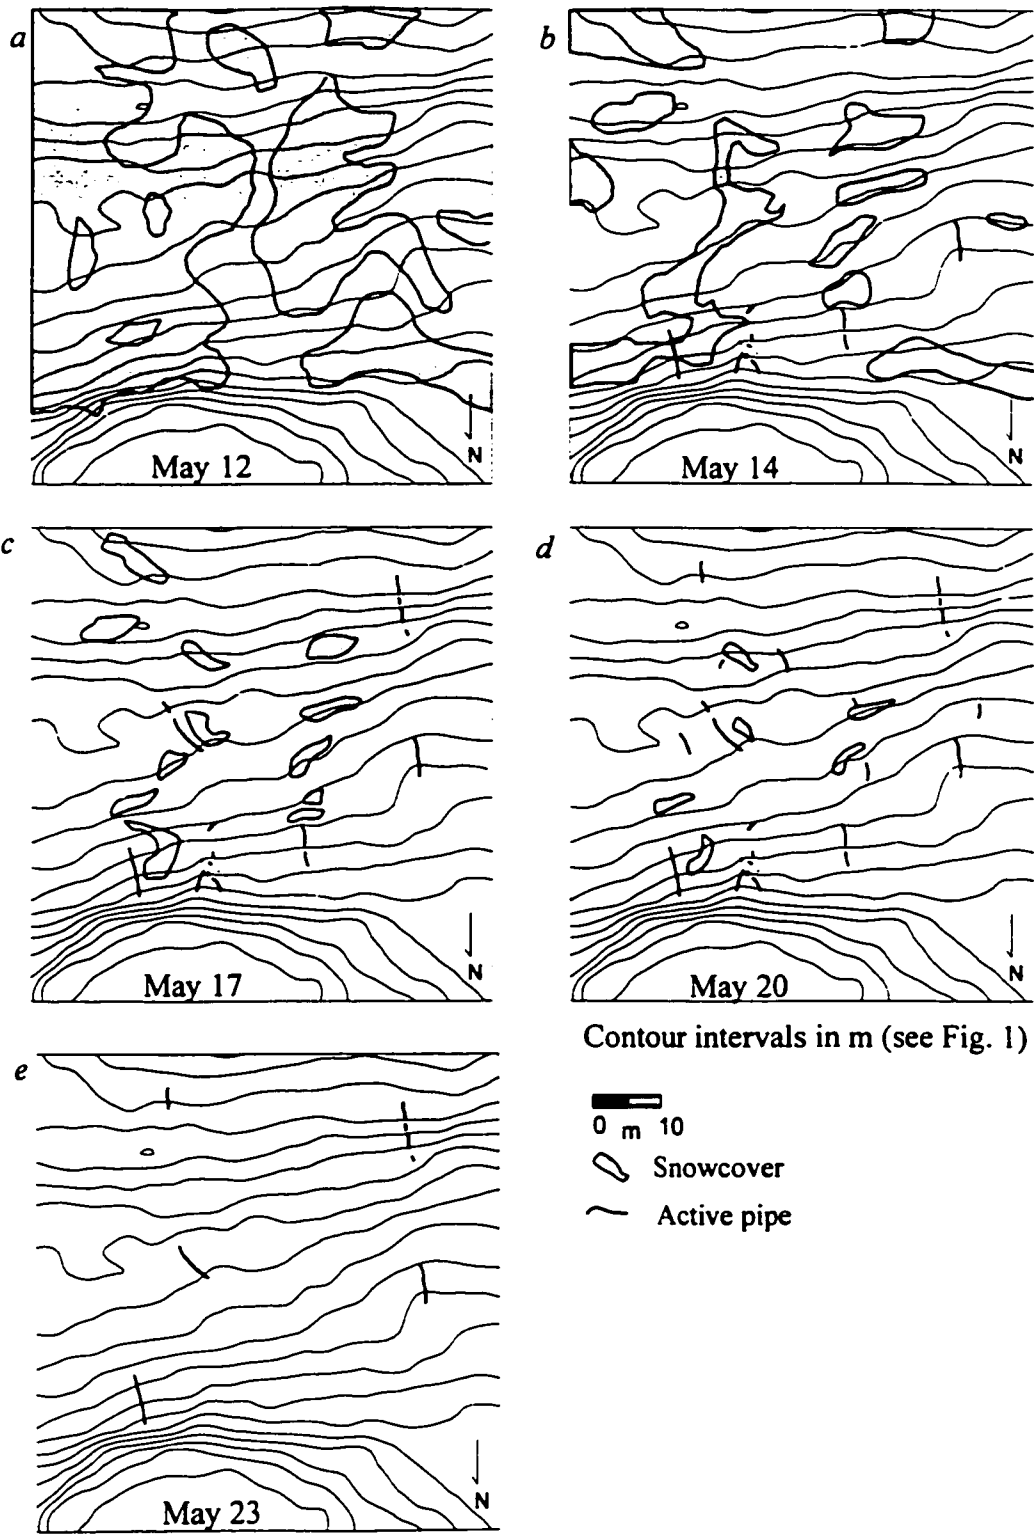 a
b
N
May 12
N
May 14
c
d
N
May 17
N
May 20
Contour intervals in m (see Fig. 1)
e
0 m 10
Snowcover
Active pipe
N
May 23